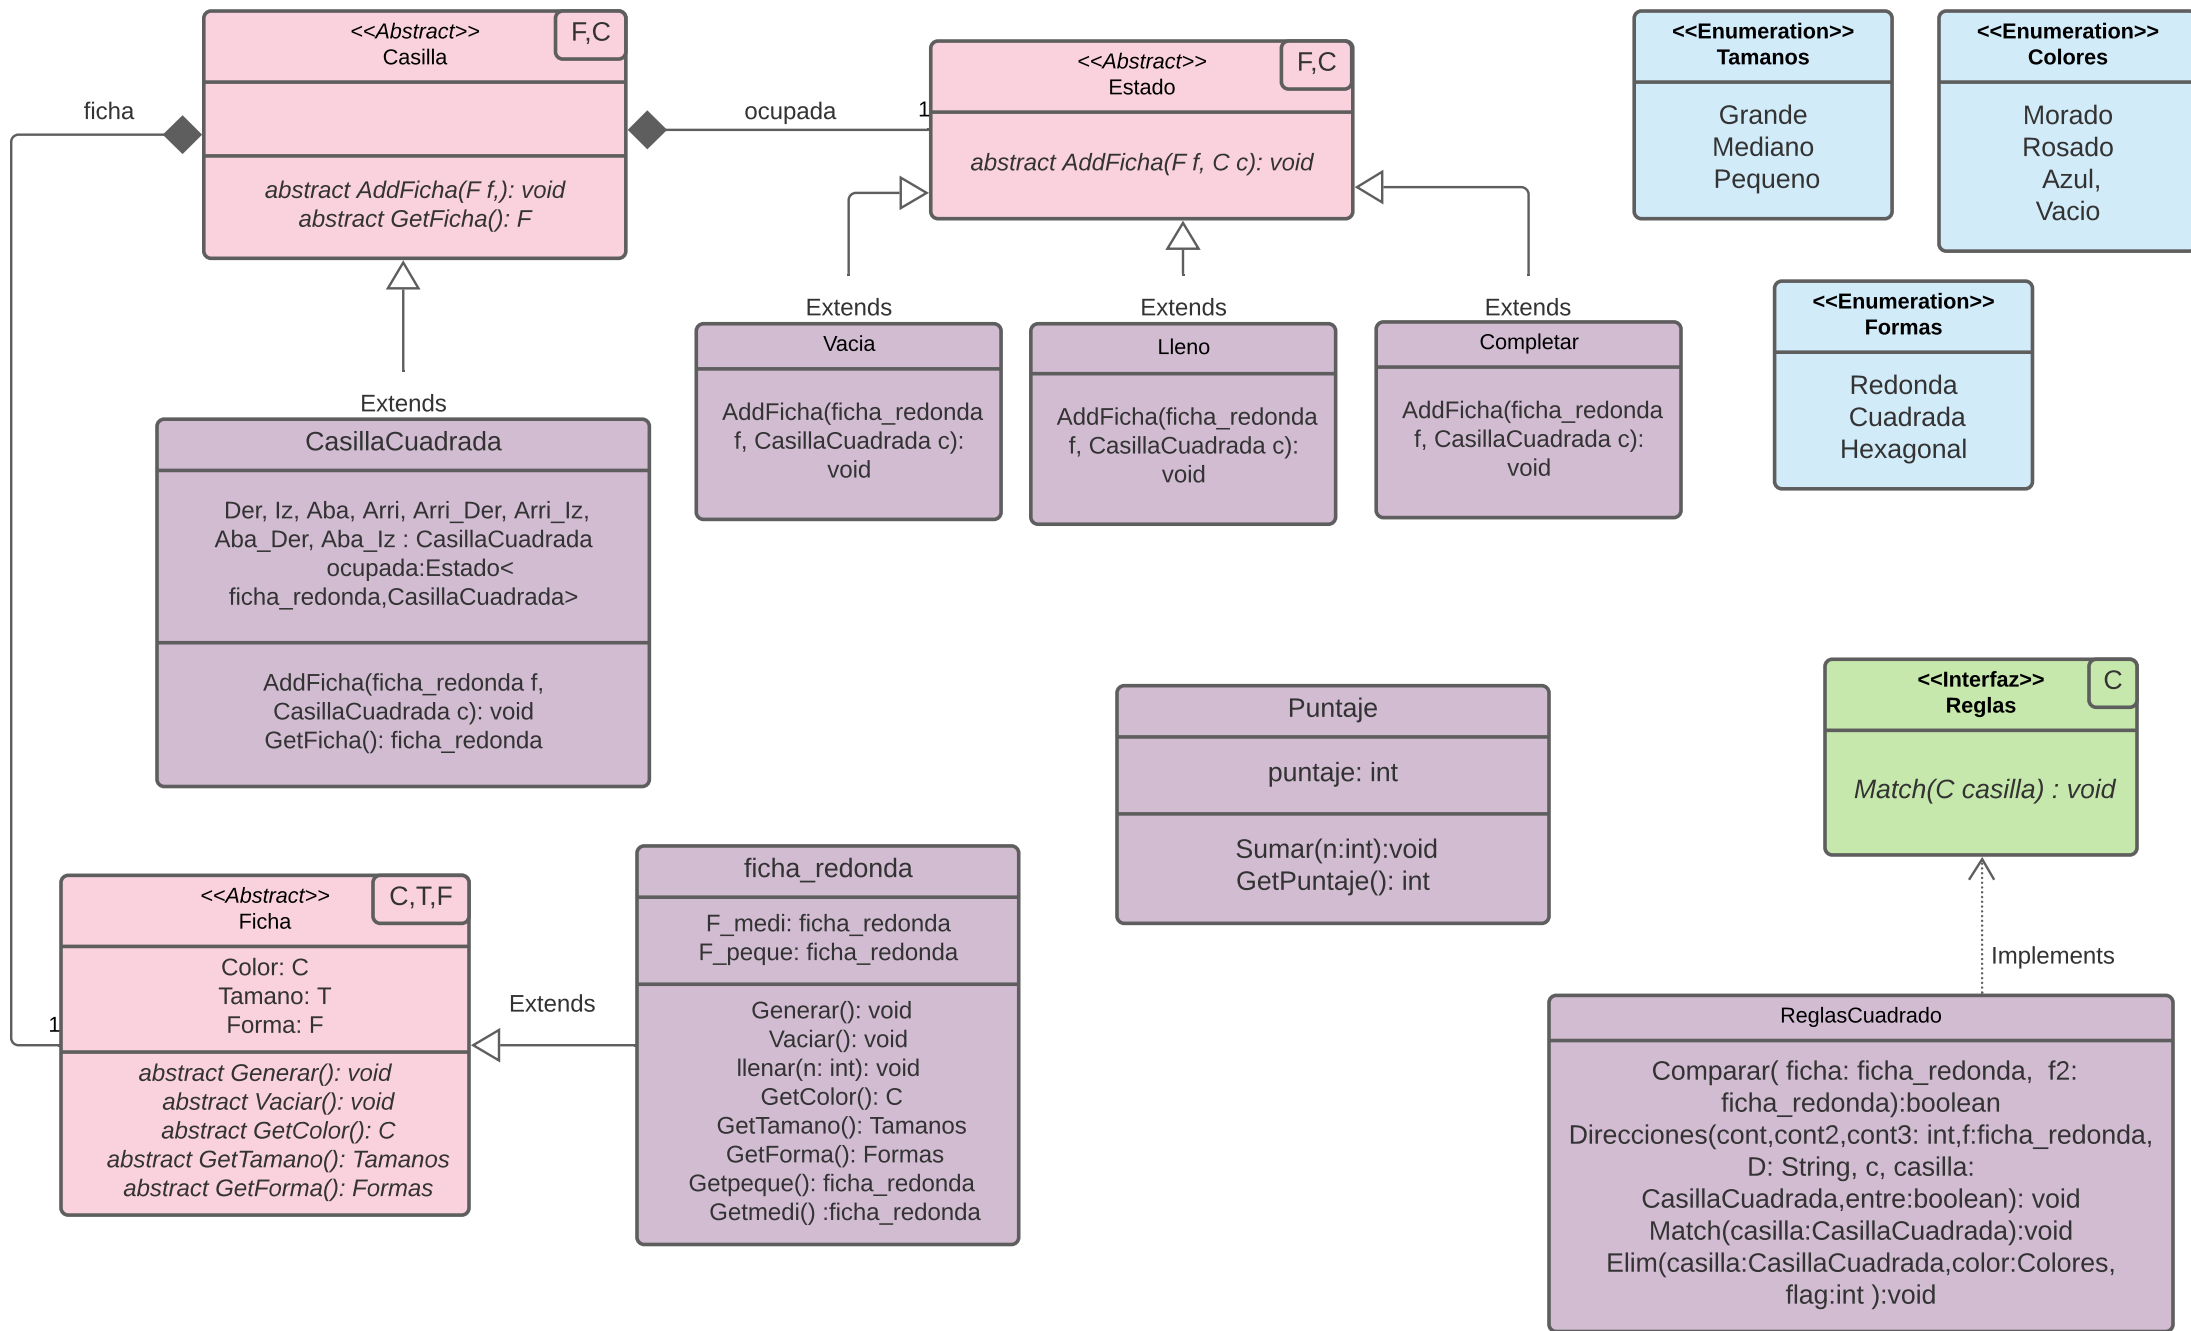 <<Abstract>>
Casilla
F,C
abstract AddFicha(F f,): void
abstract GetFicha(): F
ficha
ocupada
1
<<Abstract>>
Estado
F,C
abstract AddFicha(F f, C c): void
<<Enumeration>>
Tamanos
Grande
Mediano
Pequeno
<<Enumeration>>
Colores
Morado
Rosado
Azul,
Vacio
<<Enumeration>>
Formas
Redonda
Cuadrada
Hexagonal
Extends
Vacia
AddFicha(ficha_redonda
f, CasillaCuadrada c):
void
Extends
Lleno
AddFicha(ficha_redonda
f, CasillaCuadrada c):
void
Extends
Completar
AddFicha(ficha_redonda
f, CasillaCuadrada c):
void
Extends
CasillaCuadrada
Der, Iz, Aba, Arri, Arri_Der, Arri_Iz,
Aba_Der, Aba_Iz : CasillaCuadrada
ocupada:Estado<
ficha_redonda,CasillaCuadrada>
AddFicha(ficha_redonda f,
CasillaCuadrada c): void
GetFicha(): ficha_redonda
Puntaje
puntaje: int
Sumar(n:int):void
GetPuntaje(): int
<<Interfaz>>
Reglas
C
Match(C casilla) : void
Implements
<<Abstract>>
Ficha
C,T,F
Color: C
Tamano: T
Forma: F
1
abstract Generar(): void
abstract Vaciar(): void
abstract GetColor(): C
abstract GetTamano(): Tamanos
abstract GetForma(): Formas
Extends
ficha_redonda
F_medi: ficha_redonda
F_peque: ficha_redonda
Generar(): void
Vaciar(): void
llenar(n: int): void
GetColor(): C
GetTamano(): Tamanos
GetForma(): Formas
Getpeque(): ficha_redonda
Getmedi() :ficha_redonda
ReglasCuadrado
Comparar( ficha: ficha_redonda,  f2:
ficha_redonda):boolean
Direcciones(cont,cont2,cont3: int,f:ficha_redonda,
D: String, c, casilla:
CasillaCuadrada,entre:boolean): void
Match(casilla:CasillaCuadrada):void
Elim(casilla:CasillaCuadrada,color:Colores,
flag:int ):void